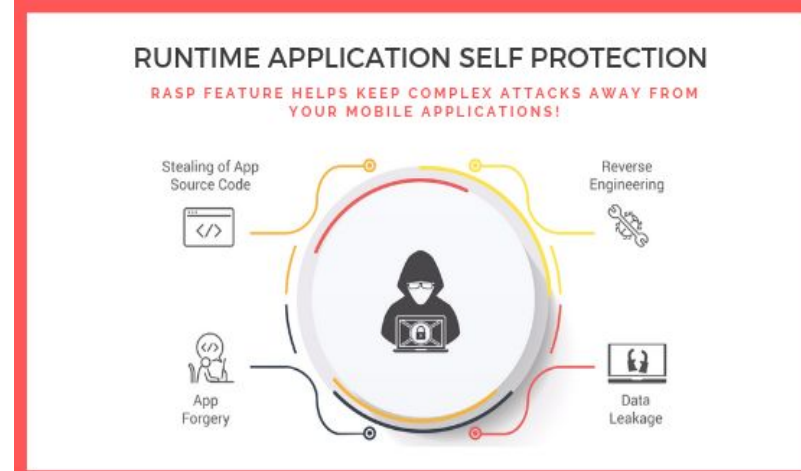 RUNTIME APPLICATION SELF PROTECTION
RASP FEATURE HELPS KEEP COMPLEX ATTACKS AWAY FROM
YOUR MOBILE APPLICATIONS!
Stealing of App
Source Code
</>
Reverse
Engineering
</>
App
Forgery
Data
Leakage